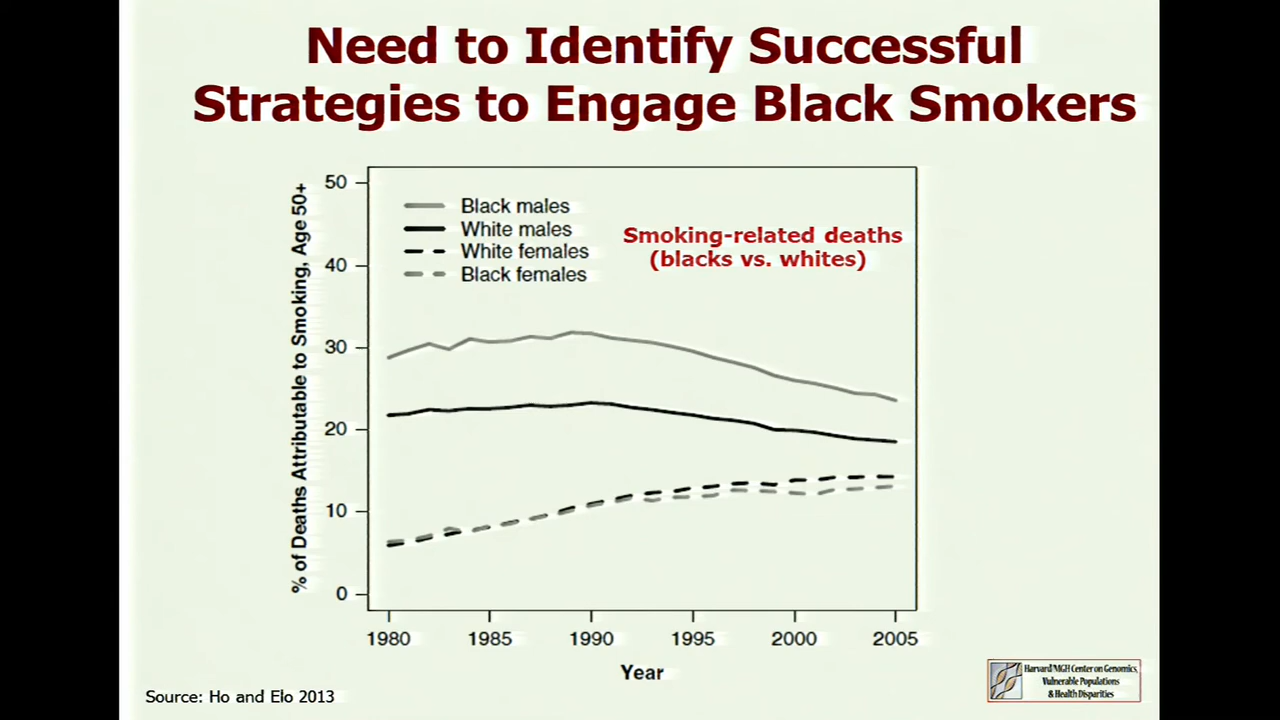 Need to Identify Successful
Strategies to Engage Black Smokers
% of Deaths Attributable to Smoking, Age 50+
50
40
30
20
10
0
Black males
White males
White females
Black females
Smoking-related deaths
(blacks vs. whites)
1980 1985 1990 1995 2000 2005
Year
Source: Ho and Elo 2013
Harvard/MGH Center on Genomics,
Vulnerable Populations
& Health Disparities